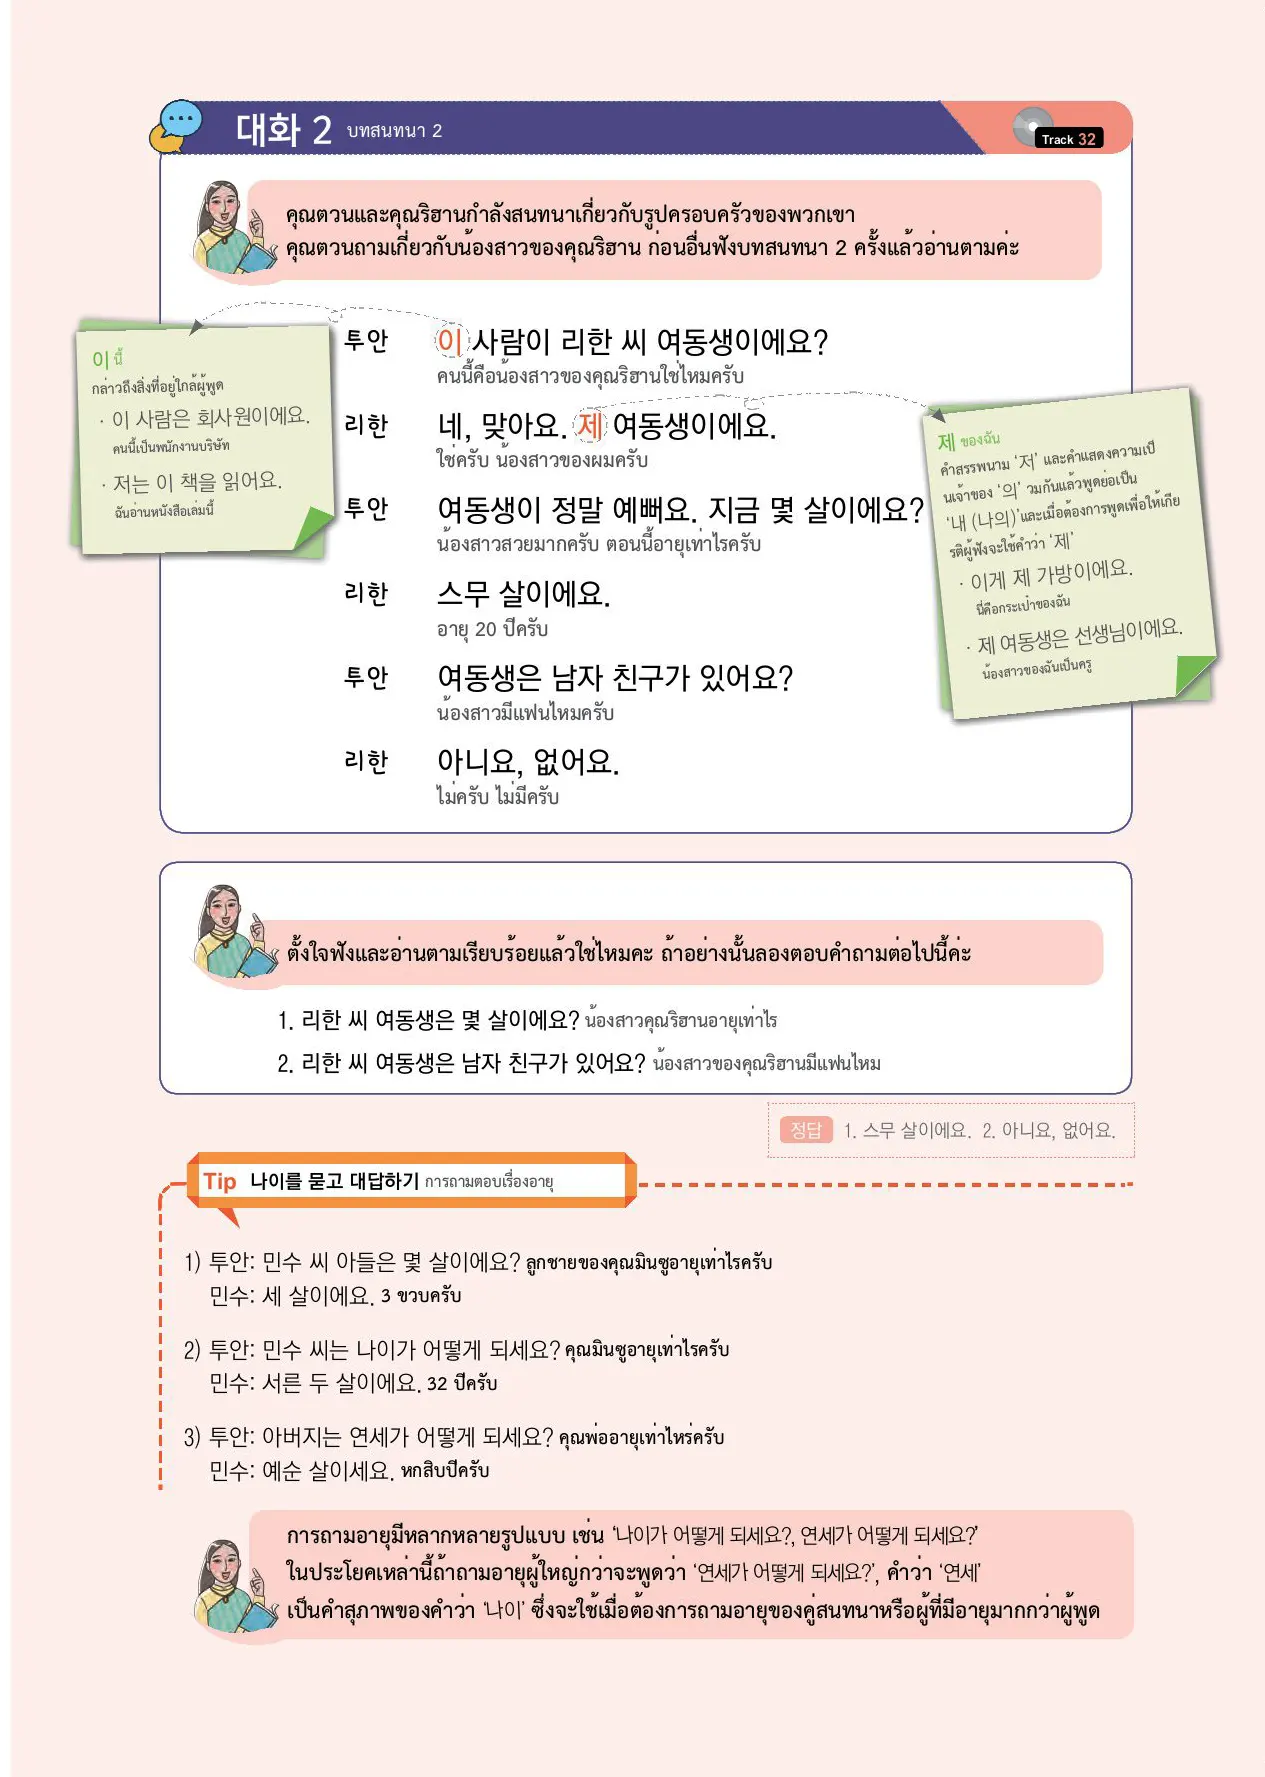 대화 2 บทสนทนา 2
Track 32
คุณตวนและคุณริฮานกำลังสนทนาเกี่ยวกับรูปครอบครัวของพวกเขา
คุณตวนถามเกี่ยวกับน้องสาวของคุณริฮาน ก่อนอื่นฟังบทสนทนา 2 ครั้งแล้วอ่านตามค่ะ
투안 이 사람이 리한 씨 여동생이에요?
คนนี้คือน้องสาวของคุณริฮานใช่ไหมครับ
리한 네, 맞아요. 제 여동생이에요.
ใช่ครับ น้องสาวของผมครับ
투안 여동생이 정말 예뻐요. 지금 몇 살이에요?
น้องสาวสวยมากครับ ตอนนี้อายุเท่าไรครับ
리한 스무 살이에요.
อายุ 20 ปีครับ
투안 여동생은 남자 친구가 있어요?
น้องสาวมีแฟนไหมครับ
리한 아니요, 없어요.
ไม่ครับ ไม่มีครับ
이 นี้
กล่าวถึงสิ่งที่อยู่ใกล้ผู้พูด
· 이 사람은 회사원이에요.
คนนี้เป็นพนักงานบริษัท
· 저는 이 책을 읽어요.
ฉันอ่านหนังสือเล่มนี้
제 ของฉัน
คำสรรพนาม ‘저’ และคำแสดงความเป็
นเจ้าของ ‘의’ วมกันแล้วพูดย่อเป็น
‘내 (나의)’และเมื่อต้องการพูดเพื่อให้เกีย
รติผู้ฟังจะใช้คำว่า ‘제’
· 이게 제 가방이에요.
นี่คือกระเป๋าของฉัน
· 제 여동생은 선생님이에요.
น้องสาวของฉันเป็นครู
ตั้งใจฟังและอ่านตามเรียบร้อยแล้วใช่ไหมคะ ถ้าอย่างนั้นลองตอบคำถามต่อไปนี้ค่ะ
1. 리한 씨 여동생은 몇 살이에요? น้องสาวคุณริฮานอายุเท่าไร
2. 리한 씨 여동생은 남자 친구가 있어요? น้องสาวของคุณริฮานมีแฟนไหม
정답 1. 스무 살이에요. 2. 아니요, 없어요.
Tip 나이를 묻고 대답하기 การถามตอบเรื่องอายุ
1) 투안: 민수 씨 아들은 몇 살이에요? ลูกชายของคุณมินซูอายุเท่าไรครับ
민수: 세 살이에요. 3 ขวบครับ
2) 투안: 민수 씨는 나이가 어떻게 되세요? คุณมินซูอายุเท่าไรครับ
민수: 서른 두 살이에요. 32 ปีครับ
3) 투안: 아버지는 연세가 어떻게 되세요? คุณพ่ออายุเท่าไหร่ครับ
민수: 예순 살이세요. หกสิบปีครับ
การถามอายุมีหลากหลายรูปแบบ เช่น ‘나이가 어떻게 되세요?, 연세가 어떻게 되세요?’
ในประโยคเหล่านี้ถ้าถามอายุผู้ใหญ่กว่าจะพูดว่า ‘연세가 어떻게 되세요?’, คำว่า ‘연세’
เป็นคำสุภาพของคำว่า ‘나이’ ซึ่งจะใช้เมื่อต้องการถามอายุของคู่สนทนาหรือผู้ที่มีอายุมากกว่าผู้พูด